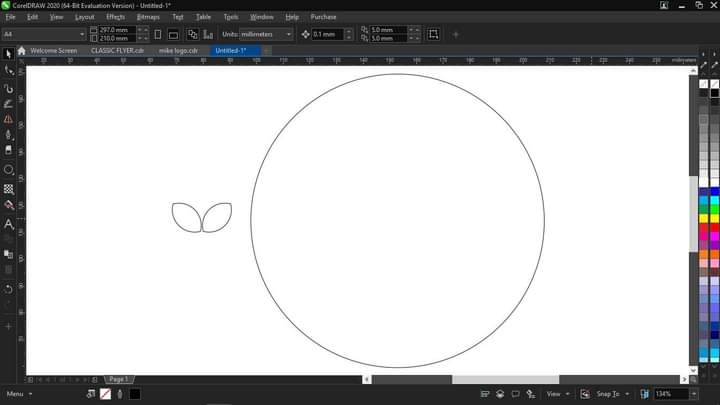 CorelDRAW 2020 (64-Bit Evaluation Version) - Untitled-1*
File Edit View Layout Object Effects Bitmaps Text Table Tools Window Help Purchase
A4 297.0 mm 210.0 mm Units: millimeters 0.1 mm 5.0 mm 5.0 mm
Welcome Screen CLASSIC FLYER.cdr mike logo.cdr Untitled-1*
millimeters
Page 1
Menu View Snap To 134%